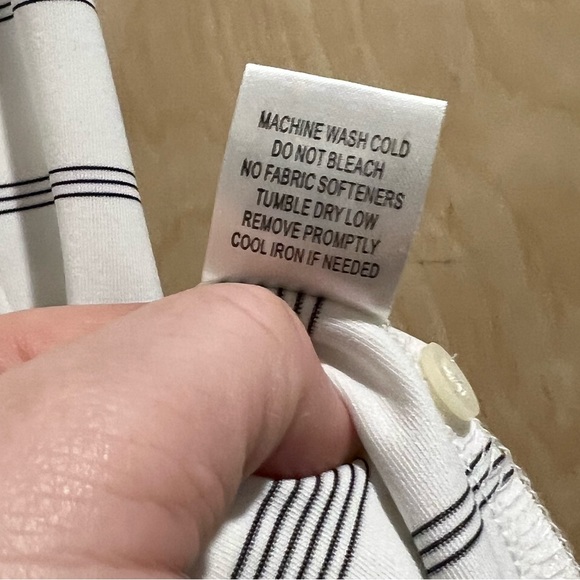 MACHINE WASH COLD
DO NOT BLEACH
NO FABRIC SOFTENERS
TUMBLE DRY LOW
REMOVE PROMPTLY
COOL IRON IF NEEDED